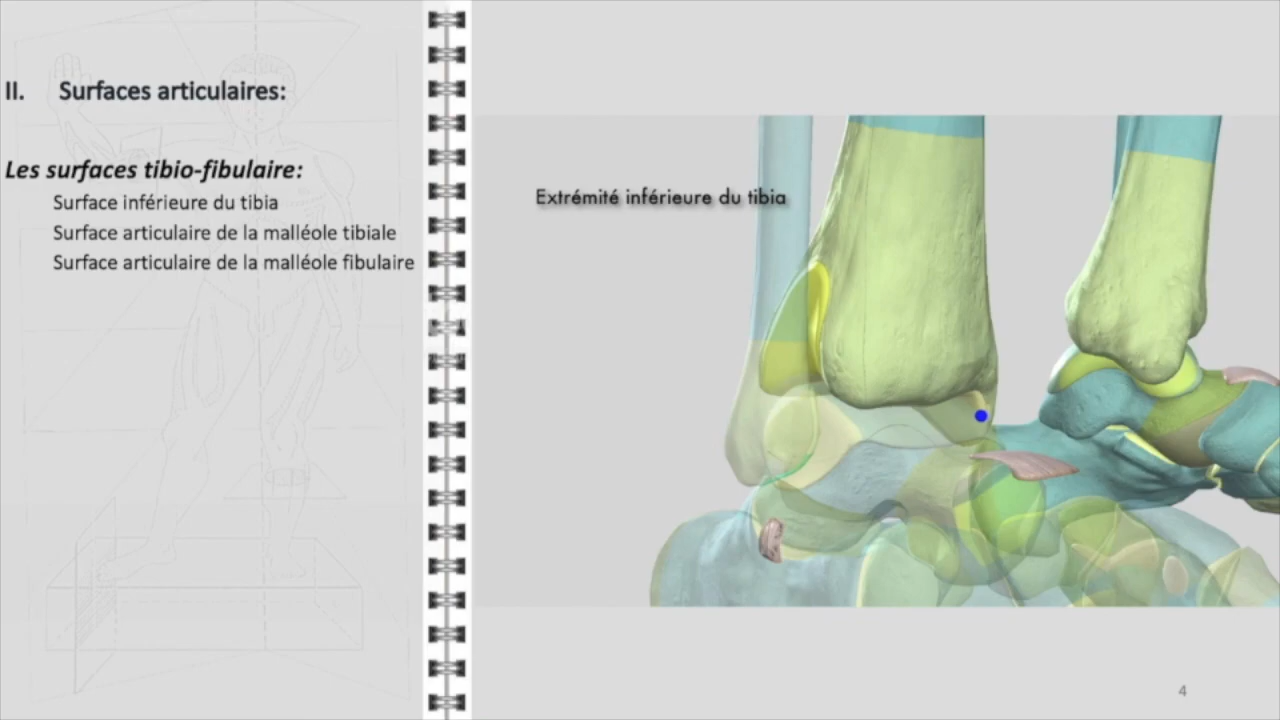 II. Surfaces articulaires:
Les surfaces tibio-fibulaire:
Surface inférieure du tibia
Surface articulaire de la malléole tibiale
Surface articulaire de la malléole fibulaire
Extrémité inférieure du tibia
4